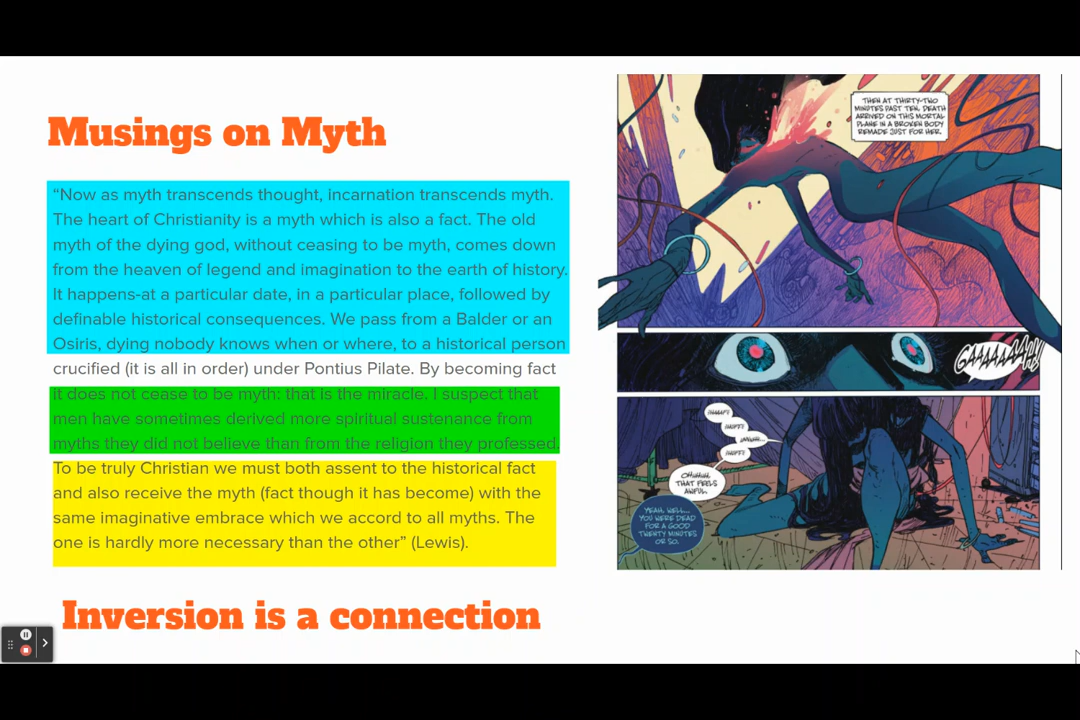 Musings on Myth
“Now as myth transcends thought, incarnation transcends myth.
The heart of Christianity is a myth which is also a fact. The old
myth of the dying god, without ceasing to be myth, comes down
from the heaven of legend and imagination to the earth of history.
It happens-at a particular date, in a particular place, followed by
definable historical consequences. We pass from a Balder or an
Osiris, dying nobody knows when or where, to a historical person
crucified (it is all in order) under Pontius Pilate. By becoming fact
it does not cease to be myth: that is the miracle. I suspect that
men have sometimes derived more spiritual sustenance from
myths they did not believe than from the religion they professed.
To be truly Christian we must both assent to the historical fact
and also receive the myth (fact though it has become) with the
same imaginative embrace which we accord to all myths. The
one is hardly more necessary than the other” (Lewis).
Inversion is a connection
THEN AT THIRTY-TWO
MINUTES PAST TEN, DEATH
ARRIVED ON THIS MORTAL
PLANE IN A BROKEN BODY
REMADE JUST FOR HER.
OHUHUH.
THAT FEELS
AWFUL.
YEAH. WELL...
YOU WERE DEAD
FOR A GOOD
TWENTY MINUTES
OR SO.